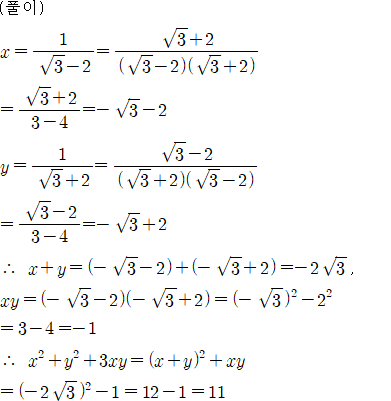 (풀이)
x = 1/(√3−2) = (√3+2)/((√3−2)(√3+2))
= (√3+2)/(3−4) = −√3−2
y = 1/(√3+2) = (√3−2)/((√3+2)(√3−2))
= (√3−2)/(3−4) = −√3+2
∴ x+y = (−√3−2)+(−√3+2) = −2√3 ,
xy = (−√3−2)(−√3+2) = (−√3)²−2²
= 3−4 = −1
∴ x²+y²+3xy = (x+y)²+xy
= (−2√3)²−1 = 12−1 = 11